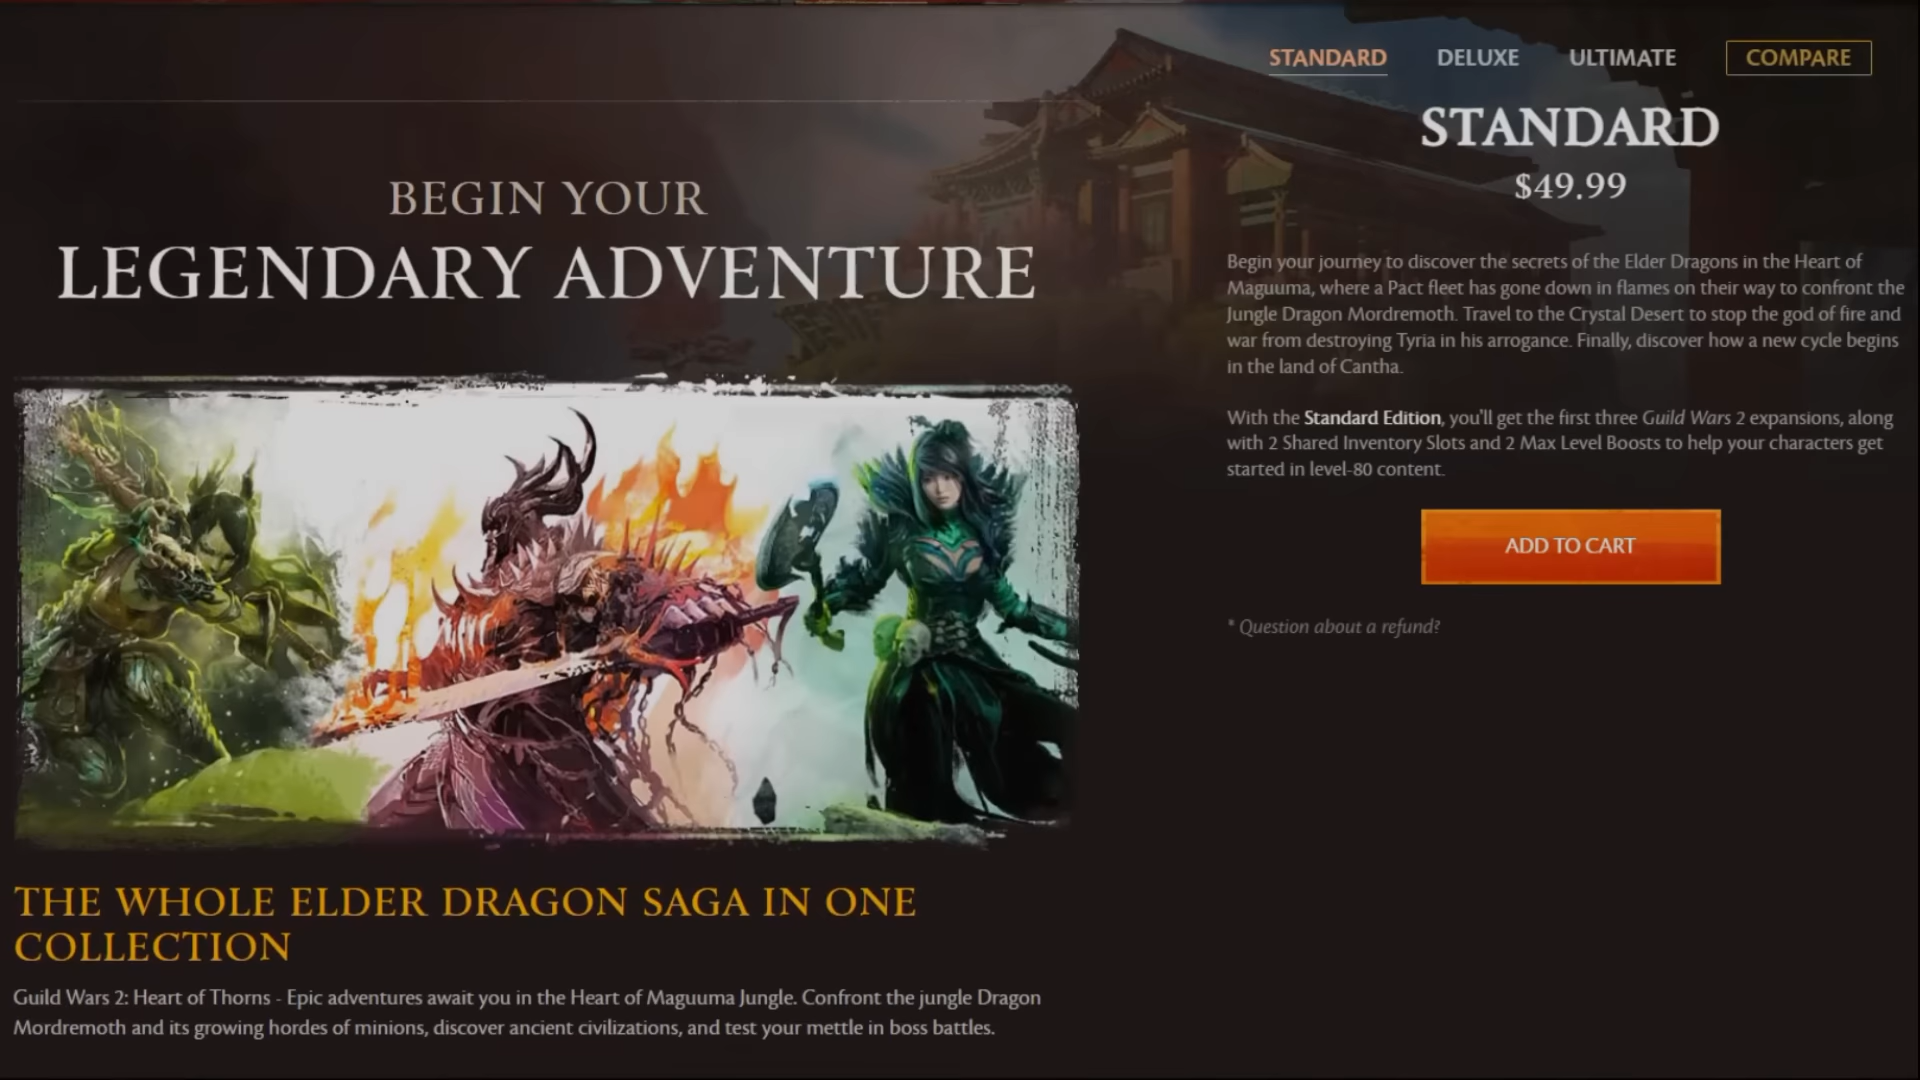 STANDARD DELUXE ULTIMATE COMPARE
BEGIN YOUR
LEGENDARY ADVENTURE
THE WHOLE ELDER DRAGON SAGA IN ONE
COLLECTION
Guild Wars 2: Heart of Thorns - Epic adventures await you in the Heart of Maguuma Jungle. Confront the jungle Dragon
Mordremoth and its growing hordes of minions, discover ancient civilizations, and test your mettle in boss battles.
STANDARD
$49.99
Begin your journey to discover the secrets of the Elder Dragons in the Heart of
Maguuma, where a Pact fleet has gone down in flames on their way to confront the
Jungle Dragon Mordremoth. Travel to the Crystal Desert to stop the god of fire and
war from destroying Tyria in his arrogance. Finally, discover how a new cycle begins
in the land of Cantha.
With the Standard Edition, you'll get the first three Guild Wars 2 expansions, along
with 2 Shared Inventory Slots and 2 Max Level Boosts to help your characters get
started in level-80 content.
ADD TO CART
* Question about a refund?